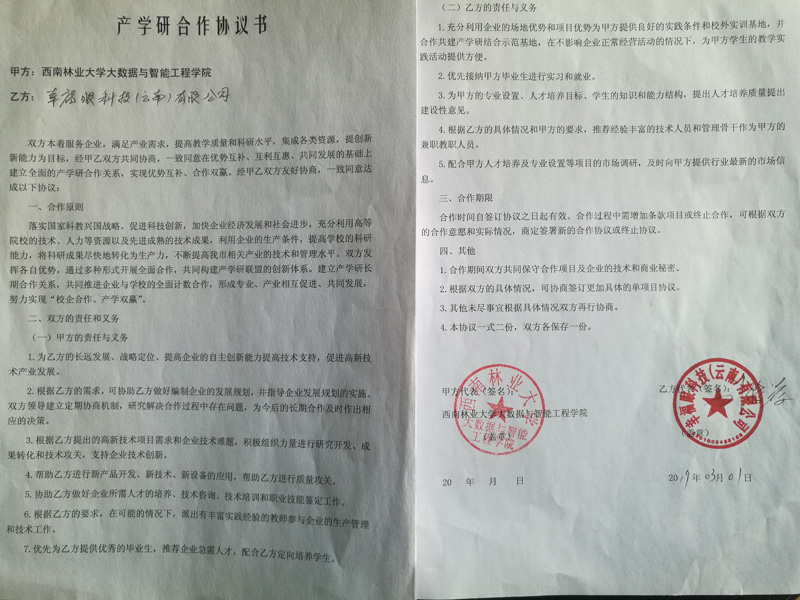 产学研合作协议书
甲方：西南林业大学大数据与智能工程学院
乙方：幸福眼科技(云南)有限公司
双方本着服务企业，满足产业需求，提高教学质量和科研水平，集成各类资源，提创新
新能力为目标，经甲乙双方共同协商，一致同意在优势互补、互利互惠、共同发展的基础上
建立全面的产学研合作关系，实现优势互补、合作双赢。经甲乙双方友好协商，一致同意达
成以下协议：
一、合作原则
落实国家科教兴国战略，促进科技创新，加快企业经济发展和社会进步，充分利用高等
院校的技术、人力等资源以及先进成熟的技术成果，利用企业的生产条件，提高学校的科研
能力，将科研成果尽快地转化为生产力，不断提高我市相关产业的技术和管理水平。双方发
挥各自优势，通过多种形式开展全面合作，共同构建产学研联盟的创新体系。建立产学研长
期合作关系，共同推进企业与学校的全面计数合作，形成专业、产业相互促进、共同发展，
努力实现“校企合作、产学双赢”。
二、双方的责任和义务
（一）甲方的责任与义务
1.为乙方的长远发展、战略定位、提高企业的自主创新能力提高技术支持，促进高新技
术产业发展。
2.根据乙方的需求，可协助乙方做好编制企业的发展规划，并指导企业发展规划的实施。
双方领导建立定期协商机制，研究解决合作过程中存在问题，为今后的长期合作及时作出相
应的决策。
3.根据乙方提出的高新技术项目需求和企业技术难题，积极组织力量进行研究开发、成
果转化和技术攻关，支持企业技术创新。
4.帮助乙方进行新产品开发、新技术、新设备的应用，帮助乙方进行质量攻关。
5.协助乙方做好企业所需人才的培养、技术咨询、技术培训和职业技能鉴定工作。
6.根据乙方的要求，在可能的情况下，派出有丰富实践经验的教师参与企业的生产管理
和技术工作。
7.优先为乙方提供优秀的毕业生，推荐企业急需人才，配合乙方定向培养学生。
（二）乙方的责任与义务
1.充分利用企业的场地优势和项目优势为甲方提供良好的实践条件和校外实训基地，并
合作共建产学研结合示范基地，在不影响企业正常经营活动的情况下，为甲方学生的教学实
践活动提供方便。
2.优先接纳甲方毕业生进行实习和就业。
3.为甲方的专业设置、人才培养目标、学生的知识和能力结构，提出人才培养质量提出
建设性意见。
4.根据乙方的具体情况和甲方的要求，推荐经验丰富的技术人员和管理骨干作为甲方的
兼职教职人员。
5.配合甲方人才培养及专业设置等项目的市场调研，及时向甲方提供行业最新的市场信
息。
三、合作期限
合作时间自签订协议之日起有效。合作过程中需增加条款项目或终止合作，可根据双方
的合作意愿和实际情况，商定签署新的合作协议或终止协议。
四、其他
1.合作期间双方共同保守合作项目及企业的技术和商业秘密。
2.根据双方的具体情况，可协商签订更加具体的单项目协议。
3.其他未尽事宜根据具体情况双方再行协商。
4.本协议一式二份，双方各保存一份。
甲方代表（签名）：
西南林业大学大数据与智能工程学院
（盖章）
20 年 月 日
西南林业大学
大数据与智能
工程学院
乙方代表（签名）：
（盖章）
2019年03月01日
幸福眼科技(云南)有限公司